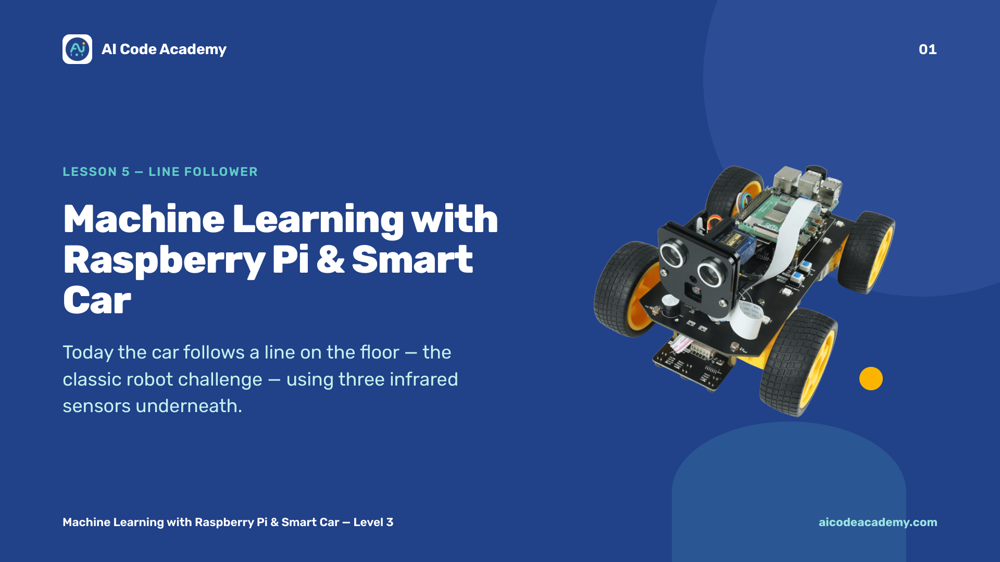 AI Code Academy
01
LESSON 5 — LINE FOLLOWER
Machine Learning with
Raspberry Pi & Smart
Car
Today the car follows a line on the floor — the
classic robot challenge — using three infrared
sensors underneath.
Machine Learning with Raspberry Pi & Smart Car — Level 3
aicodeacademy.com